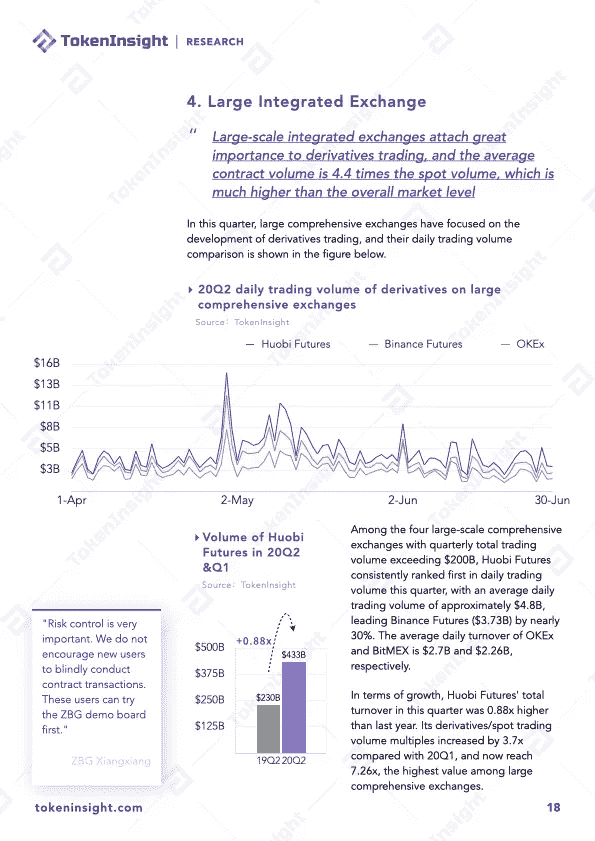 TokenInsight | RESEARCH
4. Large Integrated Exchange
“ Large-scale integrated exchanges attach great
importance to derivatives trading, and the average
contract volume is 4.4 times the spot volume, which is
much higher than the overall market level
In this quarter, large comprehensive exchanges have focused on the
development of derivatives trading, and their daily trading volume
comparison is shown in the figure below.
20Q2 daily trading volume of derivatives on large
comprehensive exchanges
Source: TokenInsight
Huobi Futures Binance Futures OKEx
$16B
$13B
$11B
$8B
$5B
$3B
1-Apr 2-May 2-Jun 30-Jun
Volume of Huobi
Futures in 20Q2
&Q1
Source: TokenInsight
+0.88x
$500B
$375B
$250B
$125B
$433B
$230B
19Q2 20Q2
"Risk control is very
important. We do not
encourage new users
to blindly conduct
contract transactions.
These users can try
the ZBG demo board
first."
ZBG Xiangxiang
Among the four large-scale comprehensive
exchanges with quarterly total trading
volume exceeding $200B, Huobi Futures
consistently ranked first in daily trading
volume this quarter, with an average daily
trading volume of approximately $4.8B,
leading Binance Futures ($3.73B) by nearly
30%. The average daily turnover of OKEx
and BitMEX is $2.7B and $2.26B,
respectively.
In terms of growth, Huobi Futures' total
turnover in this quarter was 0.88x higher
than last year. Its derivatives/spot trading
volume multiples increased by 3.7x
compared with 20Q1, and now reach
7.26x, the highest value among large
comprehensive exchanges.
tokeninsight.com
18